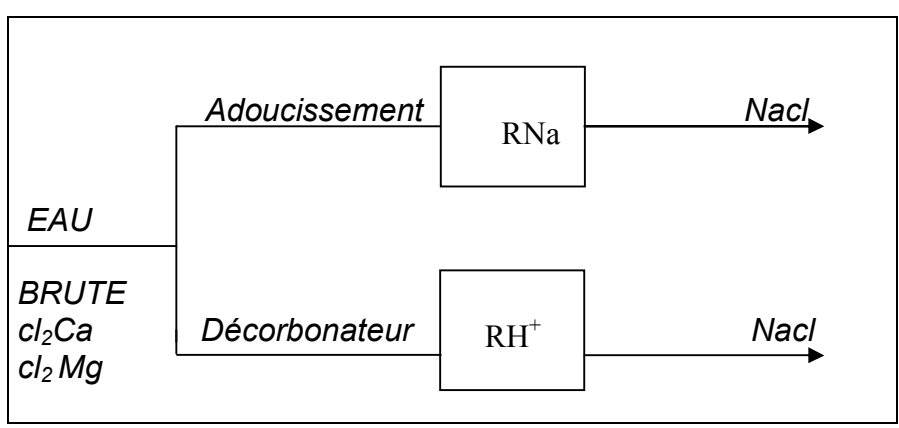 Adoucissement
RNa
Nacl
EAU
BRUTE
cl₂Ca
cl₂ Mg
Décorbonateur
RH⁺
Nacl